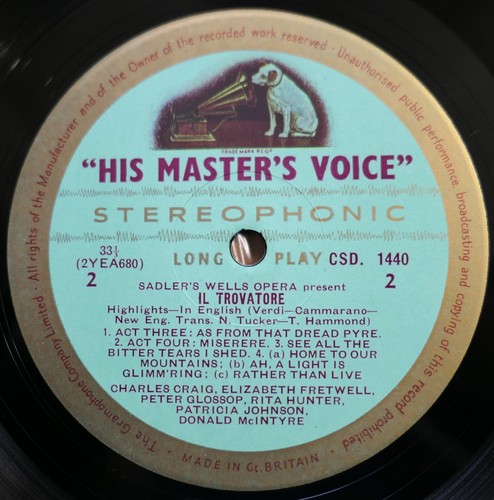 All rights of the Manufacturer and of the Owner of the recorded work reserved · Unauthorised public performance, broadcasting and copying of this record prohibited
TRADE MARK REGD
“HIS MASTER'S VOICE”
STEREOPHONIC
33⅓
(2YEA680)
2
LONG PLAY
CSD. 1440
2
SADLER'S WELLS OPERA present
IL TROVATORE
Highlights—In English (Verdi—Cammarano—
New Eng. Trans. N. Tucker—T. Hammond)
1. ACT THREE: AS FROM THAT DREAD PYRE.
2. ACT FOUR: MISERERE. 3. SEE ALL THE
BITTER TEARS I SHED. 4. (a) HOME TO OUR
MOUNTAINS; (b) AH, A LIGHT IS
GLIMM'RING; (c) RATHER THAN LIVE
CHARLES CRAIG, ELIZABETH FRETWELL,
PETER GLOSSOP, RITA HUNTER,
PATRICIA JOHNSON,
DONALD McINTYRE
The Gramophone Company Limited.
· MADE IN Gt. BRITAIN ·